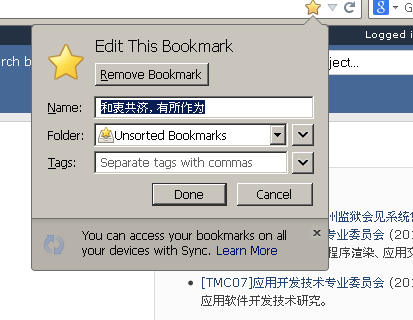 Logged i
rch b
ject...
Edit This Bookmark
Remove Bookmark
Name: 和衷共济，有所作为
Folder: Unsorted Bookmarks
Tags: Separate tags with commas
Done Cancel
You can access your bookmarks on all
your devices with Sync. Learn More
州监狱会见系统
专业委员会 (20
程序渲染、应用交
[TMC07]应用开发技术专业委员会 (20
应用软件开发技术研究。